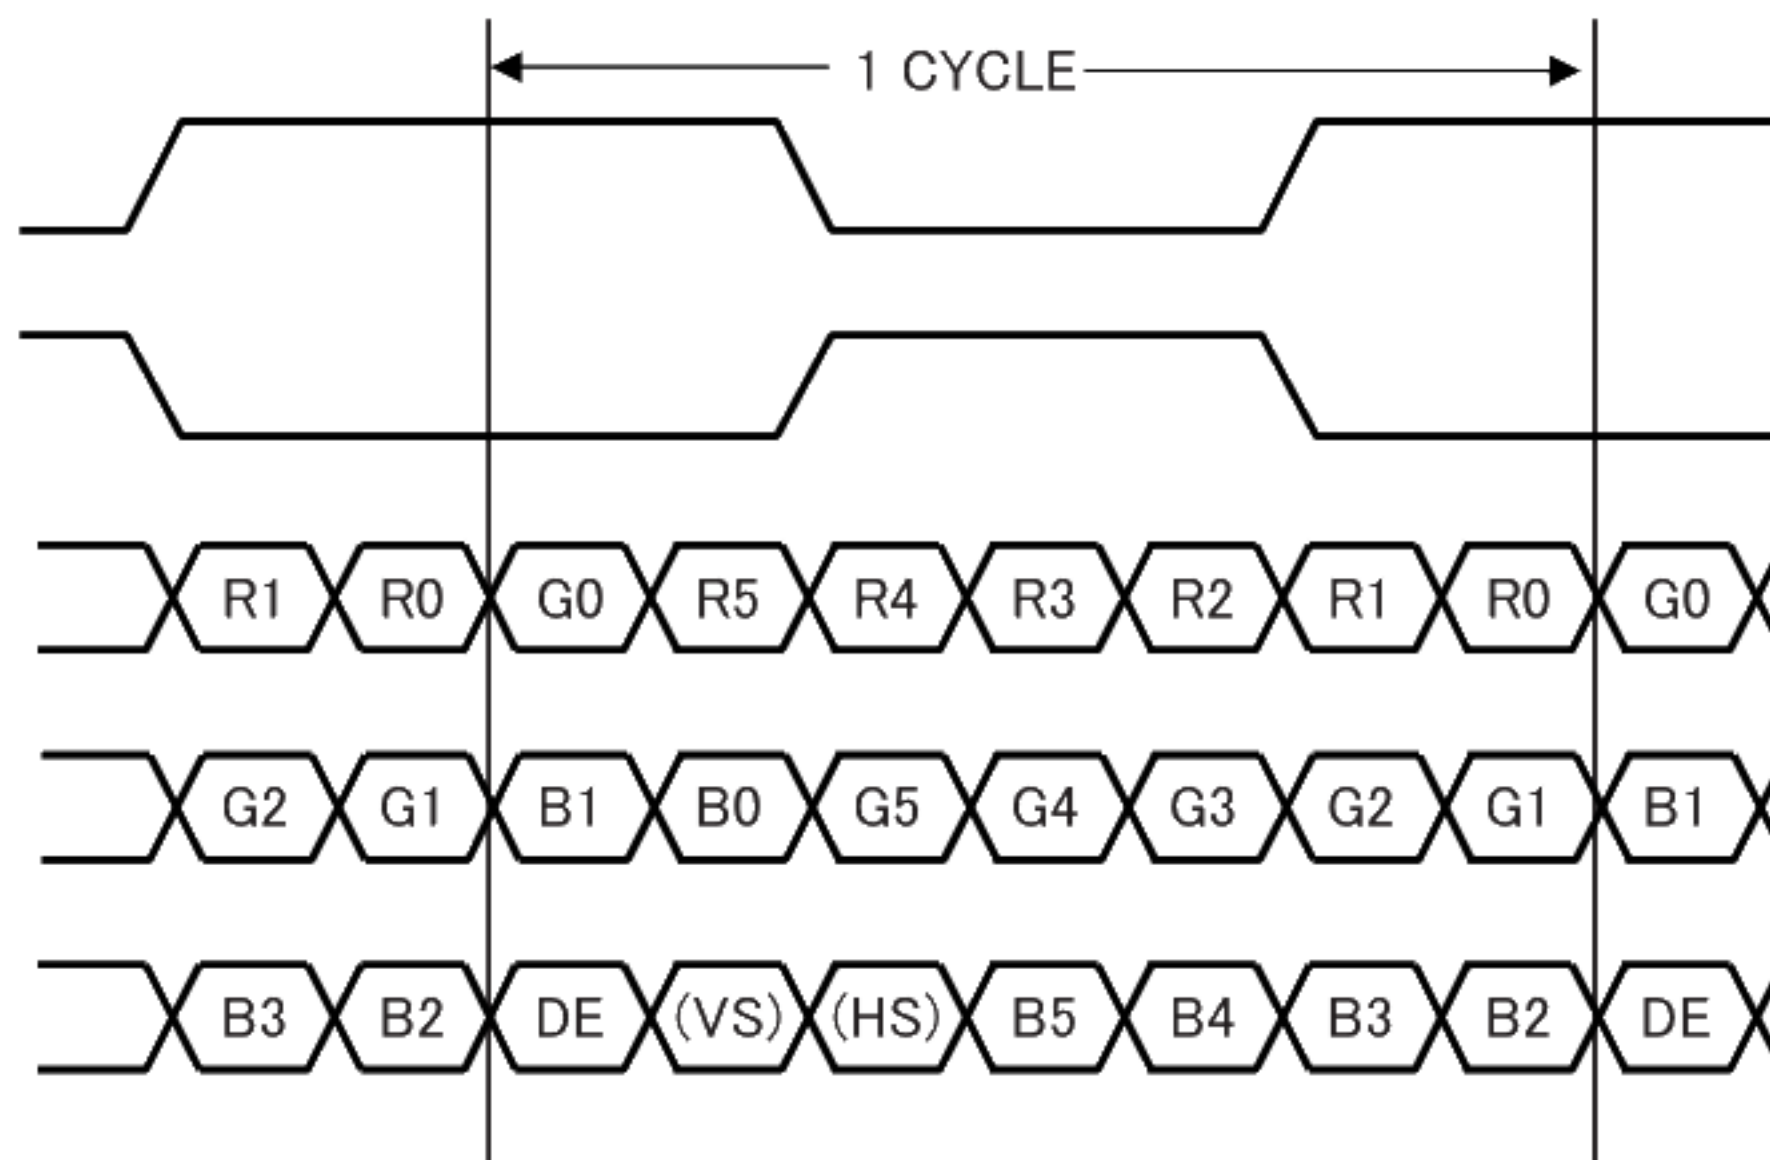 1 CYCLE
R1 R0 G0 R5 R4 R3 R2 R1 R0 G0
G2 G1 B1 B0 G5 G4 G3 G2 G1 B1
B3 B2 DE (VS) (HS) B5 B4 B3 B2 DE